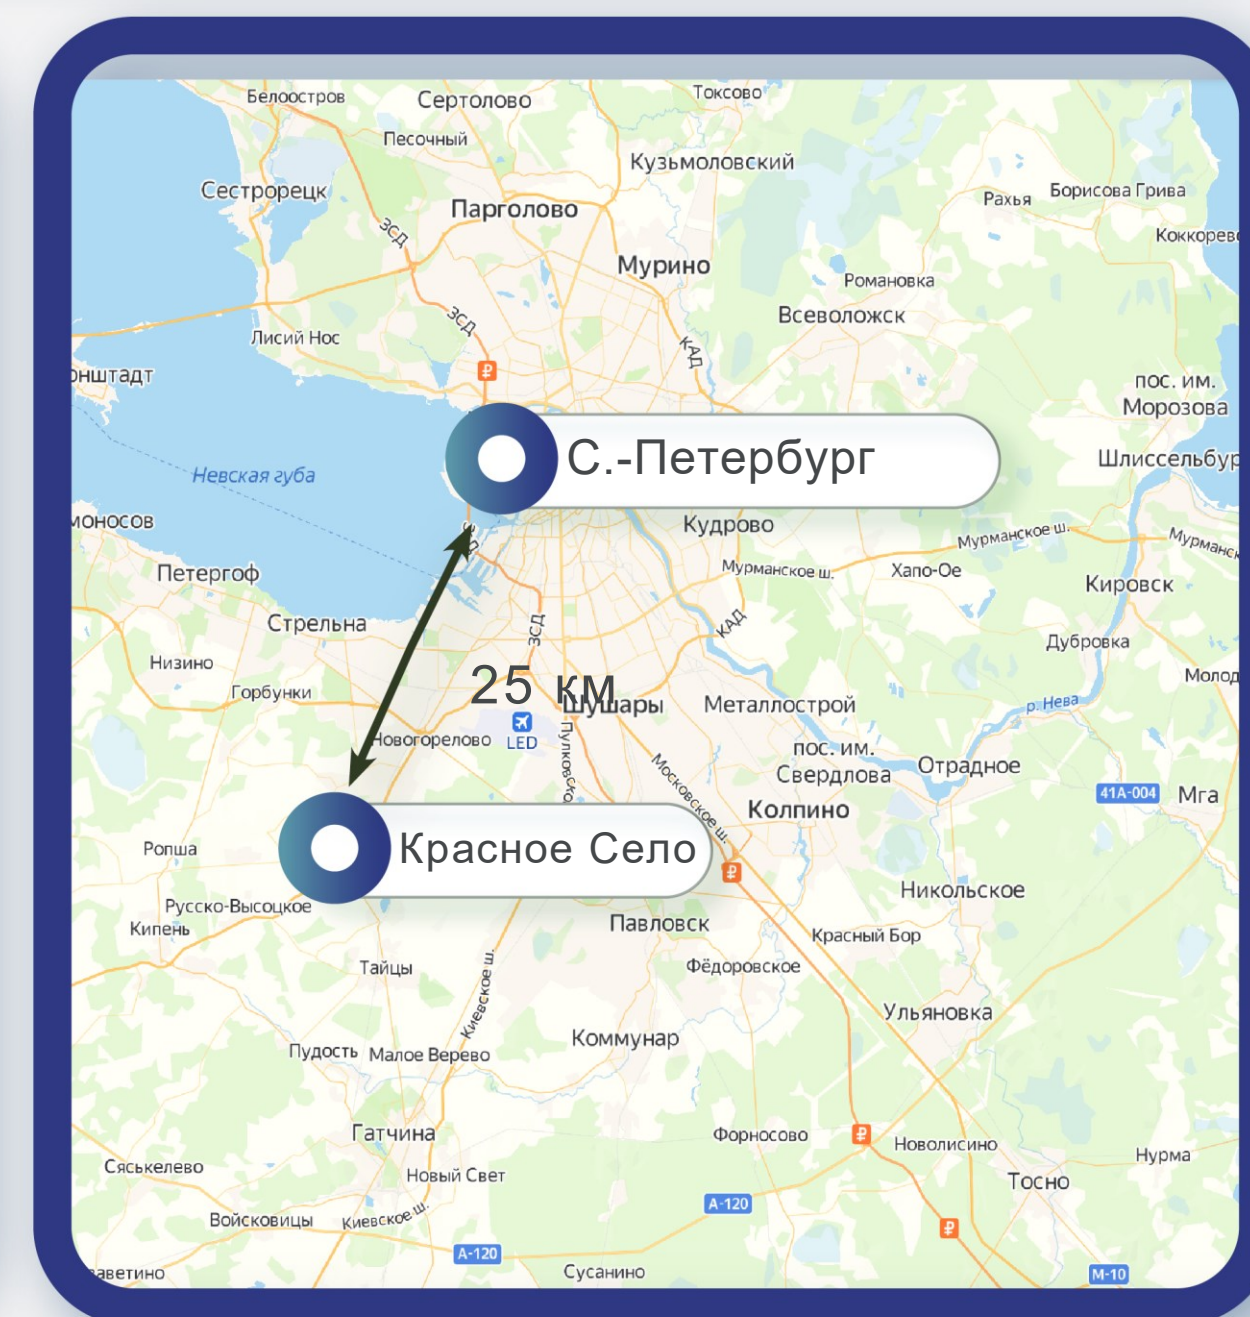 Белоостров
Сертолово
Токсово
Песочный
Кузьмоловский
Сестрорецк
Парголово
Рахья
Борисова Грива
ЗСД
Коккорево
Мурино
Романовка
Всеволожск
ЗСД
Лисий Нос
КАД
онштадт
пос. им.
Морозова
С.-Петербург
Невская губа
Шлиссельбур
моносов
Кудрово
Мурманское ш.
Мурманск
Петергоф
Мурманское ш.
Хапо-Ое
Кировск
Стрельна
ЗСД
КАД
Дубровка
Низино
25 км
Молод
Горбунки
Шушары
Металлострой
р. Нева
Новогорелово
LED
Пулковско
пос. им.
Свердлова
Отрадное
Московское ш.
41А-004
Мга
Колпино
Ропша
Красное Село
Русско-Высоцкое
Никольское
Кипень
Павловск
Красный Бор
Тайцы
Киевское ш.
Фёдоровское
Ульяновка
Коммунар
Пудость
Малое Верево
Гатчина
Форносово
Новолисино
Сяськелево
Новый Свет
Нурма
Тосно
Войсковицы
Киевское ш.
А-120
А-120
заветино
Сусанино
М-10